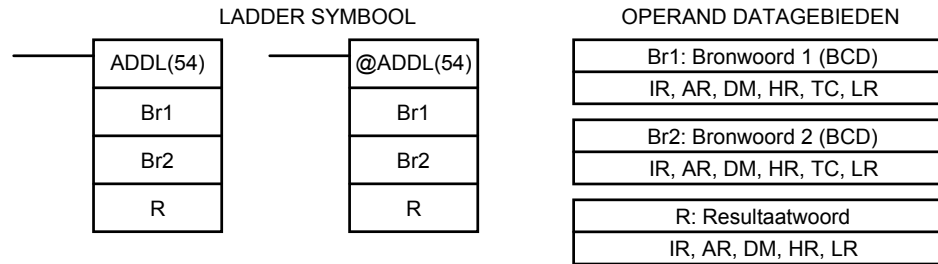 LADDER SYMBOOL
ADDL(54)
Br1
Br2
R
@ADDL(54)
Br1
Br2
R
OPERAND DATAGEBIEDEN
Br1: Bronwoord 1 (BCD)
IR, AR, DM, HR, TC, LR
Br2: Bronwoord 2 (BCD)
IR, AR, DM, HR, TC, LR
R: Resultaatwoord
IR, AR, DM, HR, LR